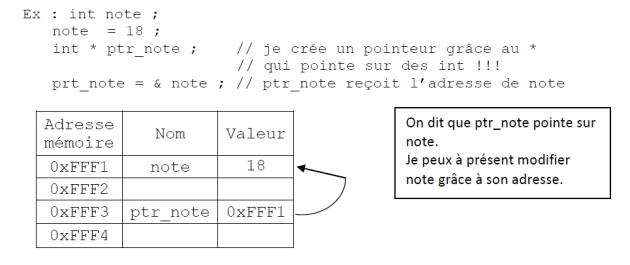 Ex : int note ;
note = 18 ;
int * ptr_note ; // je crée un pointeur grâce au *
// qui pointe sur des int !!!
prt_note = & note ; // ptr_note reçoit l'adresse de note
Adresse mémoire Nom Valeur
0xFFF1 note 18
0xFFF2
0xFFF3 ptr_note 0xFFF1
0xFFF4
On dit que ptr_note pointe sur
note.
Je peux à présent modifier
note grâce à son adresse.